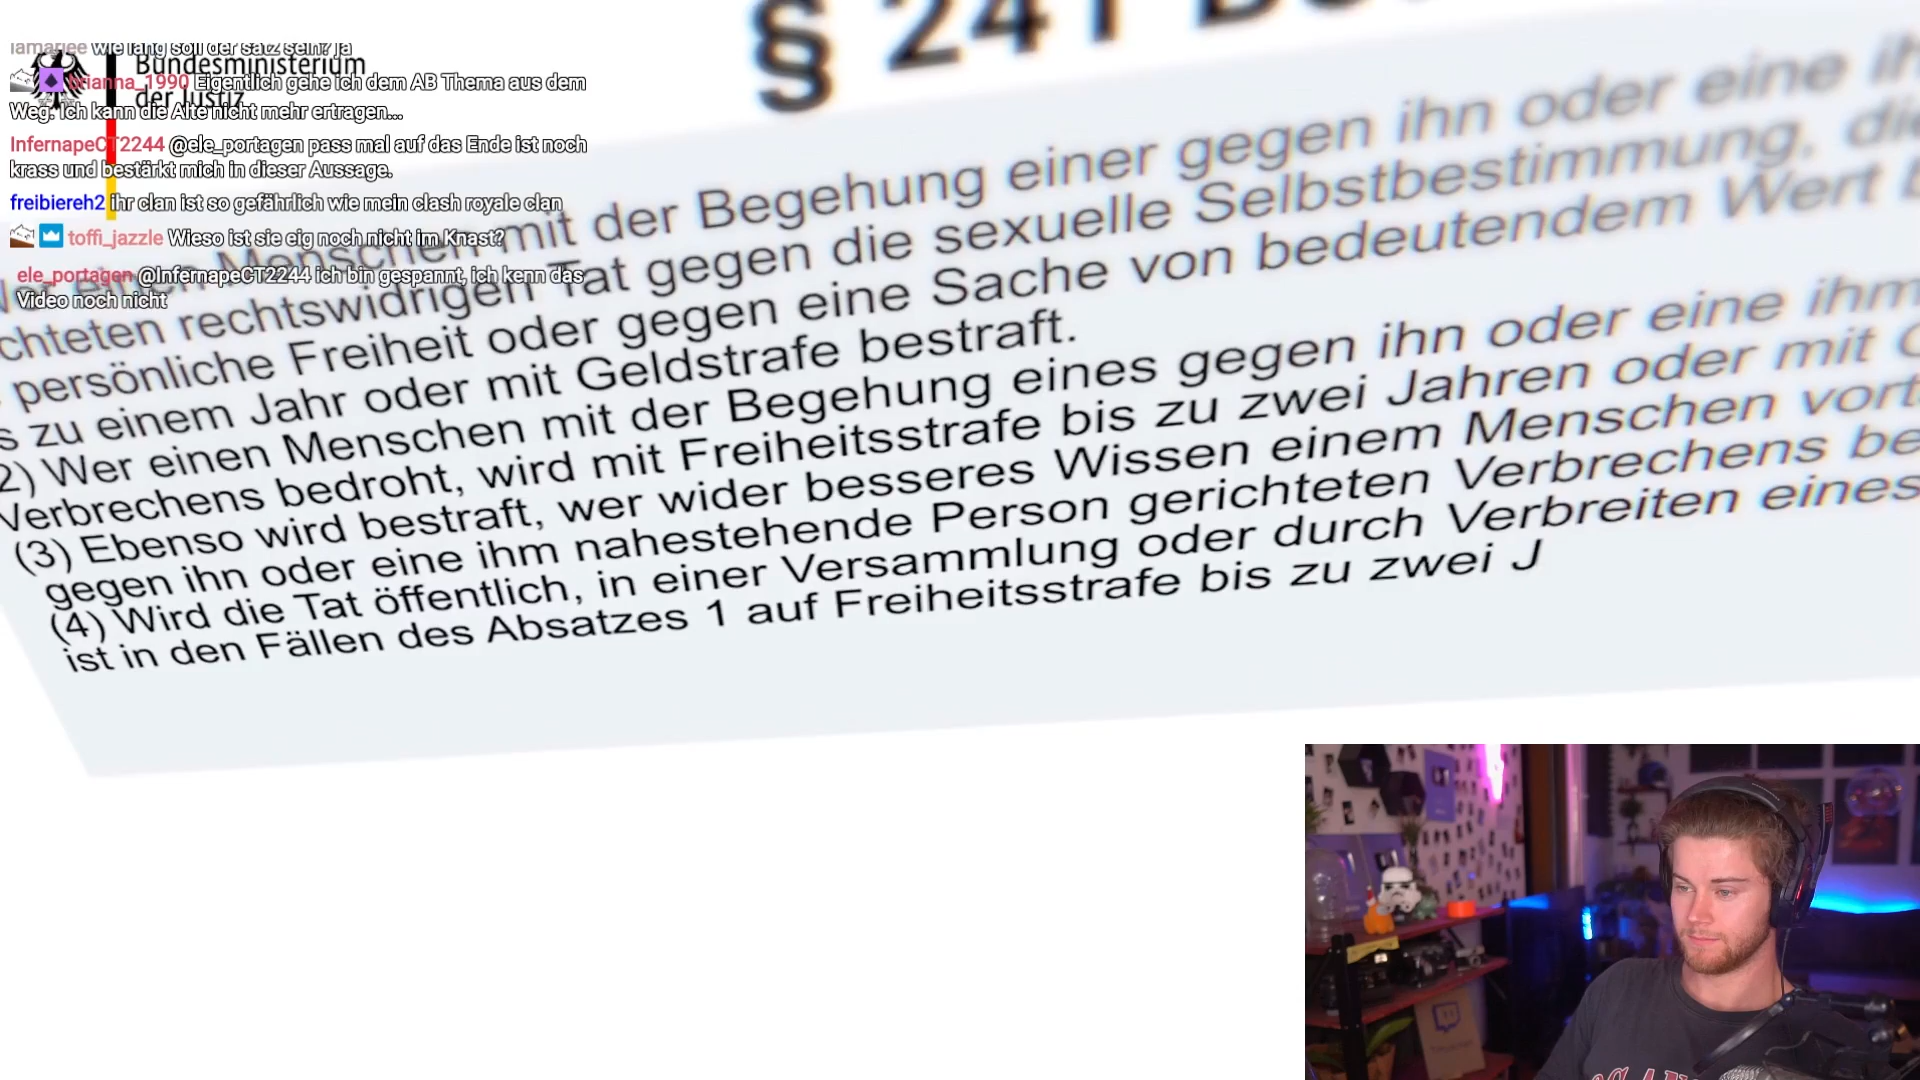 § 241
lamariee wie lang soll der satz sein? ja
Bundesministerium
der Justiz
brianna_1990 Eigentlich gehe ich dem AB Thema aus dem
Weg. Ich kann die Alte nicht mehr ertragen...
InfernapeCT2244 @ele_portagen pass mal auf das Ende ist noch
krass und bestärkt mich in dieser Aussage.
freibiereh2 ihr clan ist so gefährlich wie mein clash royale clan
toffi_jazzle Wieso ist sie eig noch nicht im Knast?
ele_portagen @InfernapeCT2244 ich bin gespannt, ich kenn das
Video noch nicht
einen Menschen mit der Begehung einer gegen ihn oder eine ih
chteten rechtswidrigen Tat gegen die sexuelle Selbstbestimmung, die
persönliche Freiheit oder gegen eine Sache von bedeutendem Wert b
s zu einem Jahr oder mit Geldstrafe bestraft.
2) Wer einen Menschen mit der Begehung eines gegen ihn oder eine ihm
Verbrechens bedroht, wird mit Freiheitsstrafe bis zu zwei Jahren oder mit G
(3) Ebenso wird bestraft, wer wider besseres Wissen einem Menschen vort
gegen ihn oder eine ihm nahestehende Person gerichteten Verbrechens be
(4) Wird die Tat öffentlich, in einer Versammlung oder durch Verbreiten eines
ist in den Fällen des Absatzes 1 auf Freiheitsstrafe bis zu zwei J